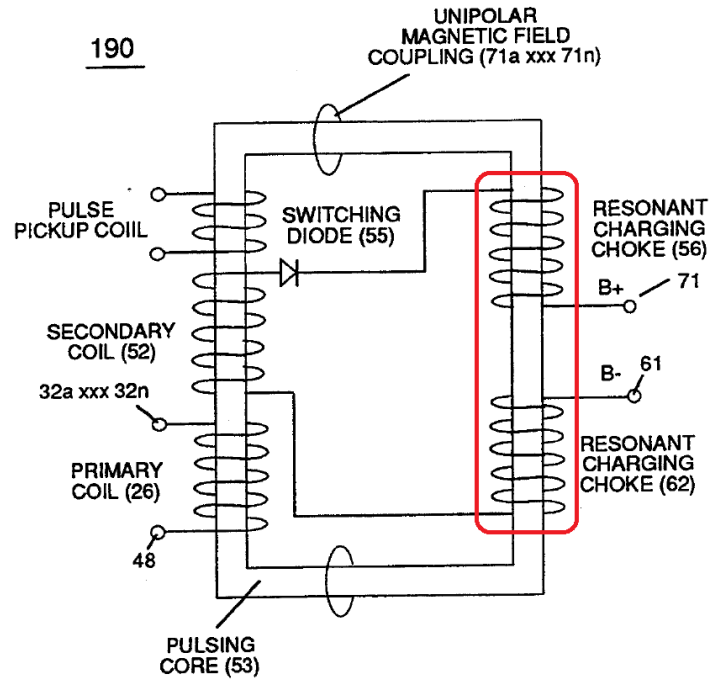 190
UNIPOLAR
MAGNETIC FIELD
COUPLING (71a xxx 71n)
PULSE
PICKUP COIIL
SWITCHING
DIODE (55)
RESONANT
CHARGING
CHOKE (56)
B+
71
SECONDARY
COIL (52)
32a xxx 32n
B-
61
PRIMARY
COIL (26)
RESONANT
CHARGING
CHOKE (62)
48
PULSING
CORE (53)